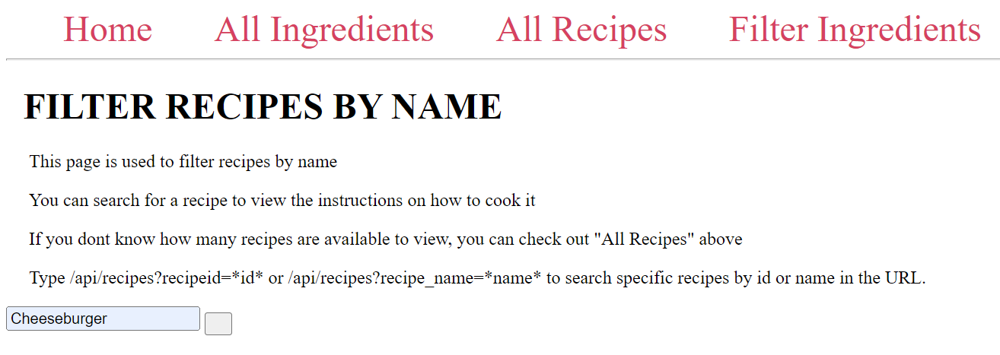 Home All Ingredients All Recipes Filter Ingredients
FILTER RECIPES BY NAME
This page is used to filter recipes by name
You can search for a recipe to view the instructions on how to cook it
If you dont know how many recipes are available to view, you can check out "All Recipes" above
Type /api/recipes?recipeid=*id* or /api/recipes?recipe_name=*name* to search specific recipes by id or name in the URL.
Cheeseburger